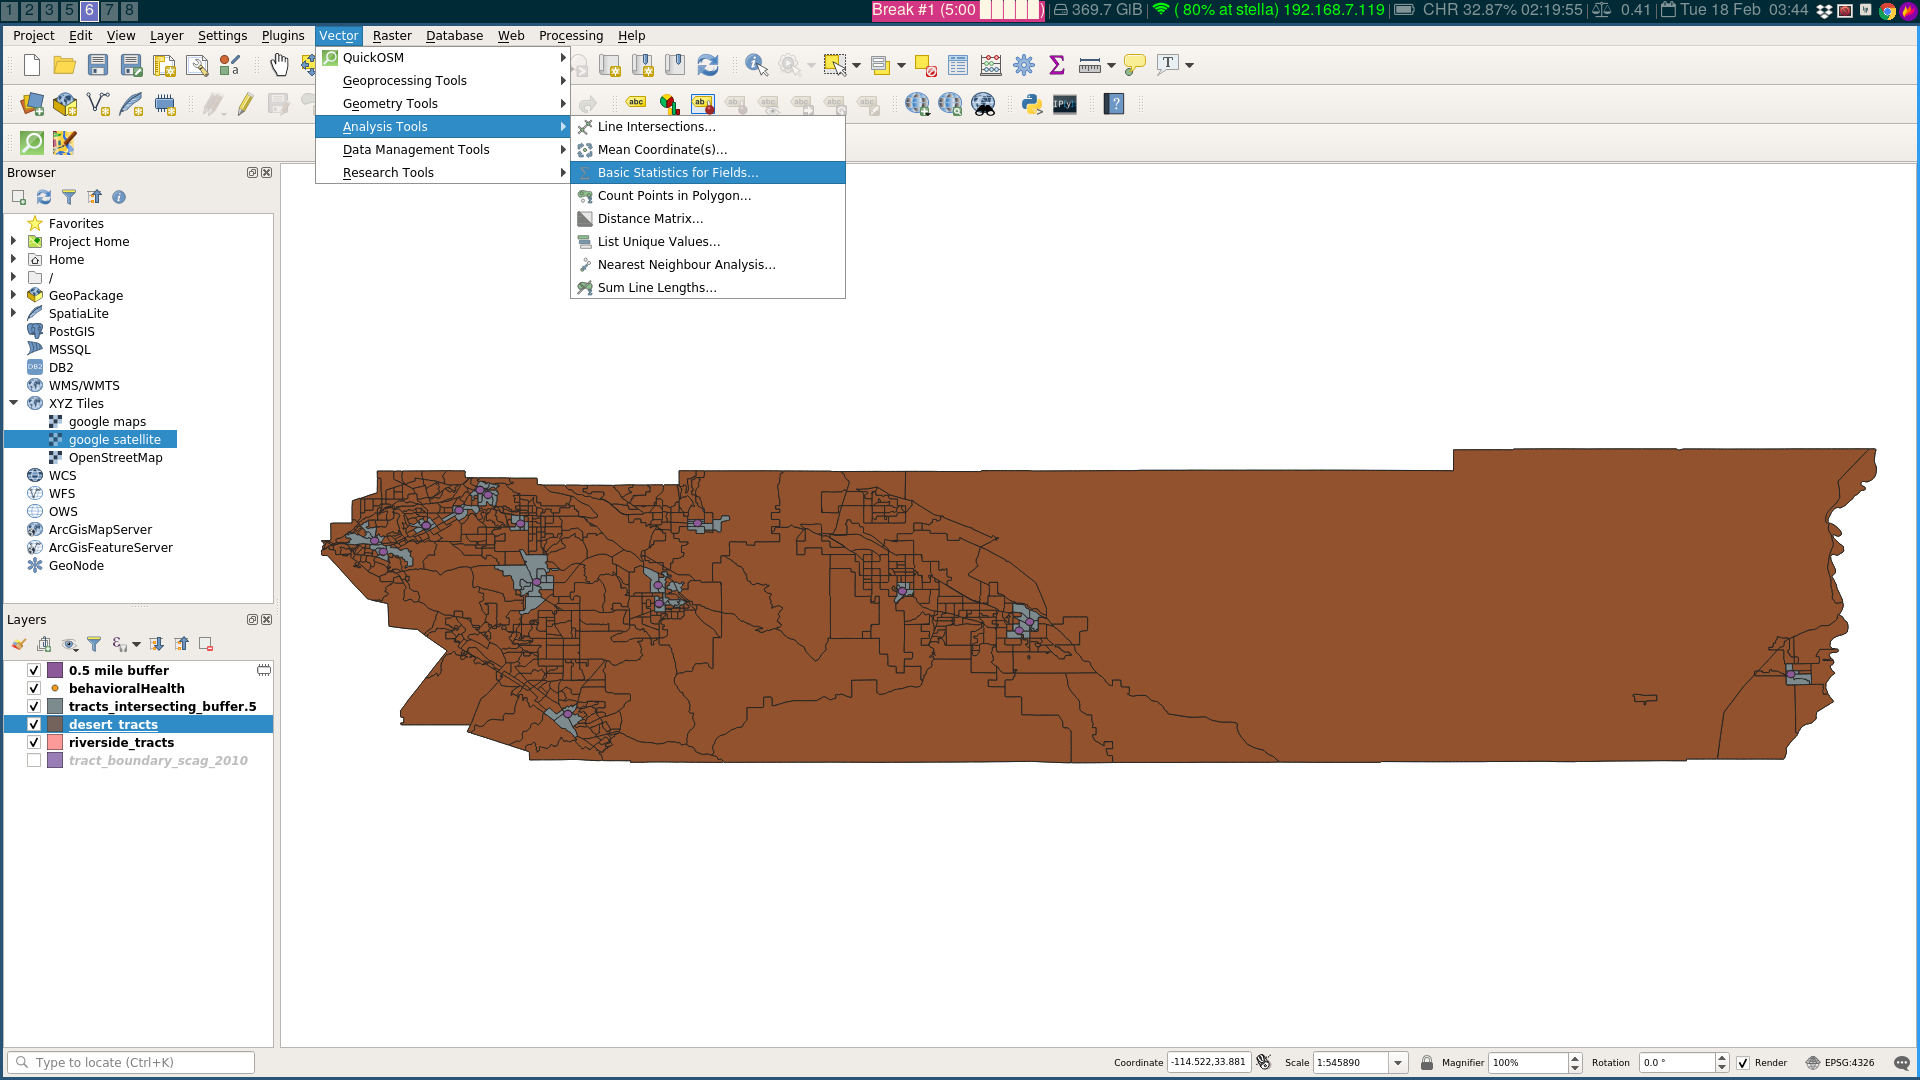 1 2 3 5 6 7 8
Break #1 (5:00 ) 369.7 GiB ( 80% at stella) 192.168.7.119 CHR 32.87% 02:19:55 0.41 Tue 18 Feb 03:44
Project Edit View Layer Settings Plugins Vector Raster Database Web Processing Help
QuickOSM
Geoprocessing Tools
Geometry Tools
Analysis Tools
Data Management Tools
Research Tools
Line Intersections...
Mean Coordinate(s)...
Basic Statistics for Fields...
Count Points in Polygon...
Distance Matrix...
List Unique Values...
Nearest Neighbour Analysis...
Sum Line Lengths...
Browser
Favorites
Project Home
Home
/
GeoPackage
SpatiaLite
PostGIS
MSSQL
DB2
WMS/WMTS
XYZ Tiles
google maps
google satellite
OpenStreetMap
WCS
WFS
OWS
ArcGisMapServer
ArcGisFeatureServer
GeoNode
Layers
0.5 mile buffer
behavioralHealth
tracts_intersecting_buffer.5
desert_tracts
riverside_tracts
tract_boundary_scag_2010
Type to locate (Ctrl+K)
Coordinate -114.522,33.881 Scale 1:545890 Magnifier 100% Rotation 0.0 ° Render EPSG:4326